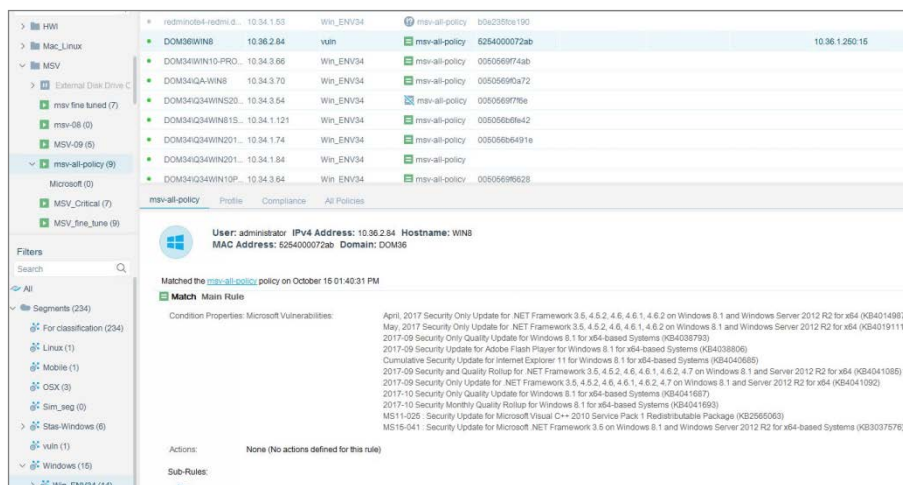 HWI
Mac_Linux
MSV
External Disk Drive C
msv fine tuned (7)
msv-08 (0)
MSV-09 (5)
msv-all-policy (9)
Microsoft (0)
MSV_Critical (7)
MSV_fine_tune (9)
Filters
Search
All
Segments (234)
For classification (234)
Linux (1)
Mobile (1)
OSX (3)
Sim_seg (0)
Stas-Windows (6)
vuln (1)
Windows (15)
Win_ENV34 (14)
redminote4-redmi.d... 10.34.1.53 Win_ENV34 msv-all-policy b0e235fce190
DOM36\WIN8 10.36.2.84 vuln msv-all-policy 5254000072ab 10.36.1.250:15
DOM34\WIN10-PRO... 10.34.3.66 Win_ENV34 msv-all-policy 0050569f74ab
DOM34\QA-WIN8 10.34.3.70 Win_ENV34 msv-all-policy 0050569f0a72
DOM34\Q34WINS20... 10.34.3.54 Win_ENV34 msv-all-policy 0050569f7f6e
DOM34\Q34WIN81S... 10.34.1.121 Win_ENV34 msv-all-policy 005056b6fe42
DOM34\Q34WIN201... 10.34.1.74 Win_ENV34 msv-all-policy 005056b6491e
DOM34\Q34WIN201... 10.34.1.84 Win_ENV34 msv-all-policy
DOM34\Q34WIN10P... 10.34.3.64 Win_ENV34 msv-all-policy 0050569f6628
msv-all-policy Profile Compliance All Policies
User: administrator IPv4 Address: 10.36.2.84 Hostname: WIN8
MAC Address: 5254000072ab Domain: DOM36
Matched the msv-all-policy policy on October 15 01:40:31 PM
Match Main Rule
Condition Properties: Microsoft Vulnerabilities:
April, 2017 Security Only Update for .NET Framework 3.5, 4.5.2, 4.6, 4.6.1, 4.6.2 on Windows 8.1 and Windows Server 2012 R2 for x64 (KB4014987
May, 2017 Security Only Update for .NET Framework 3.5, 4.5.2, 4.6, 4.6.1, 4.6.2 on Windows 8.1 and Windows Server 2012 R2 for x64 (KB4019111
2017-09 Security Only Quality Update for Windows 8.1 for x64-based Systems (KB4038793)
2017-09 Security Update for Adobe Flash Player for Windows 8.1 for x64-based Systems (KB4038806)
Cumulative Security Update for Internet Explorer 11 for Windows 8.1 for x64-based Systems (KB4040685)
2017-09 Security and Quality Rollup for .NET Framework 3.5, 4.5.2, 4.6, 4.6.1, 4.6.2, 4.7 on Windows 8.1 and Server 2012 R2 for x64 (KB4041085)
2017-09 Security Only Update for .NET Framework 3.5, 4.5.2, 4.6, 4.6.1, 4.6.2, 4.7 on Windows 8.1 and Server 2012 R2 for x64 (KB4041092)
2017-10 Security Only Quality Update for Windows 8.1 for x64-based Systems (KB4041687)
2017-10 Security Monthly Quality Rollup for Windows 8.1 for x64-based Systems (KB4041693)
MS11-025 : Security Update for Microsoft Visual C++ 2010 Service Pack 1 Redistributable Package (KB2565063)
MS16-041 : Security Update for Microsoft .NET Framework 3.5 on Windows 8.1 and Windows Server 2012 R2 for x64-based Systems (KB3037576)
Actions: None (No actions defined for this rule)
Sub-Rules: